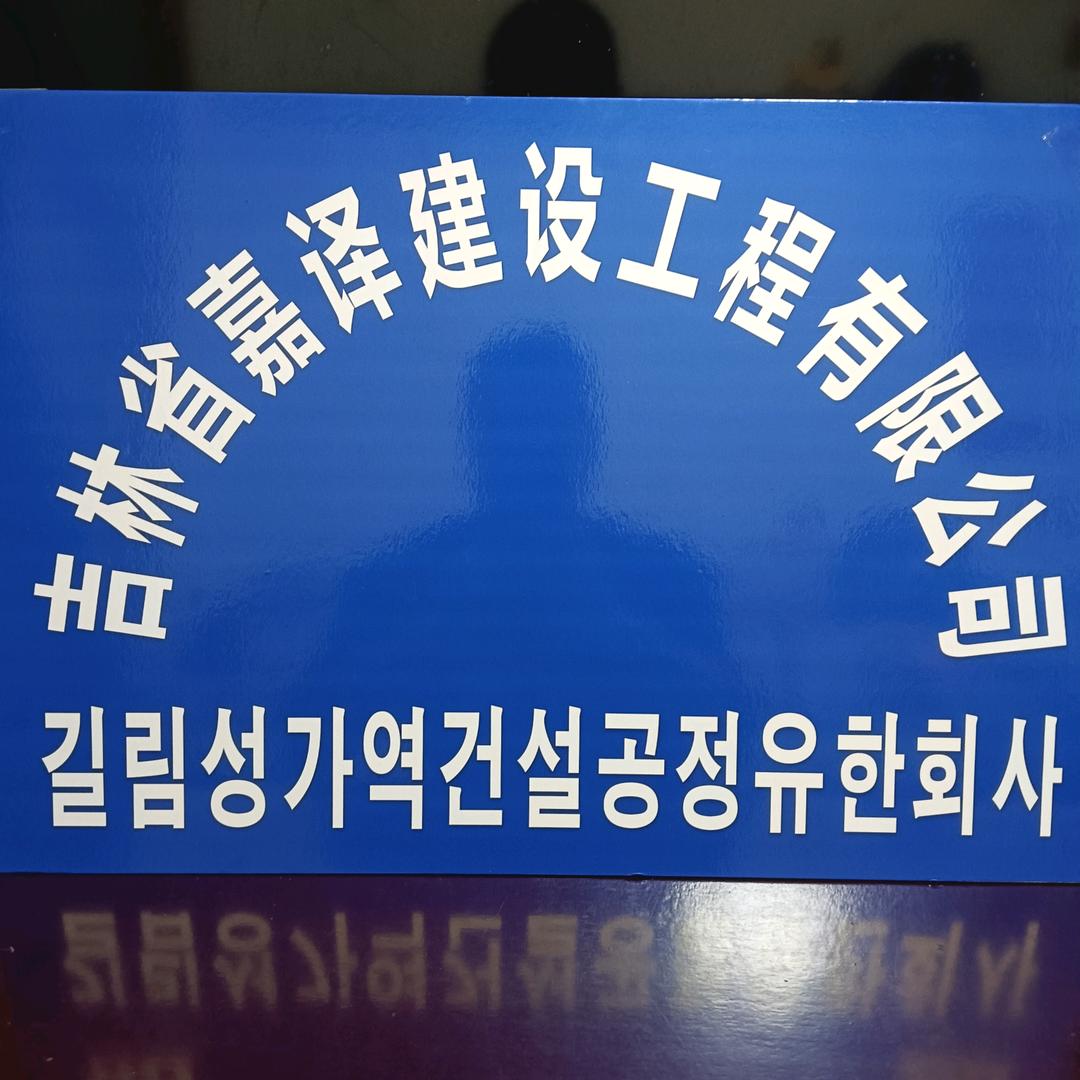 吉林省嘉译建设工程有限公司
길림성가역건설공정유한회사